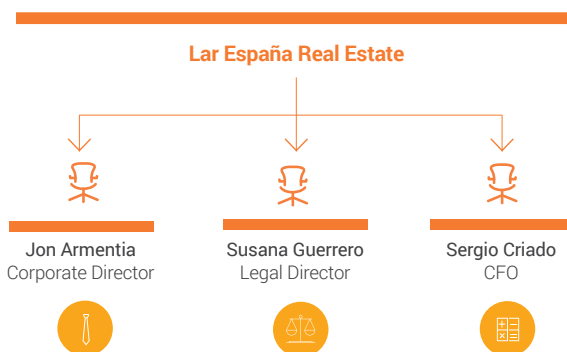 Lar España Real Estate
Jon Armentia
Corporate Director
Susana Guerrero
Legal Director
Sergio Criado
CFO